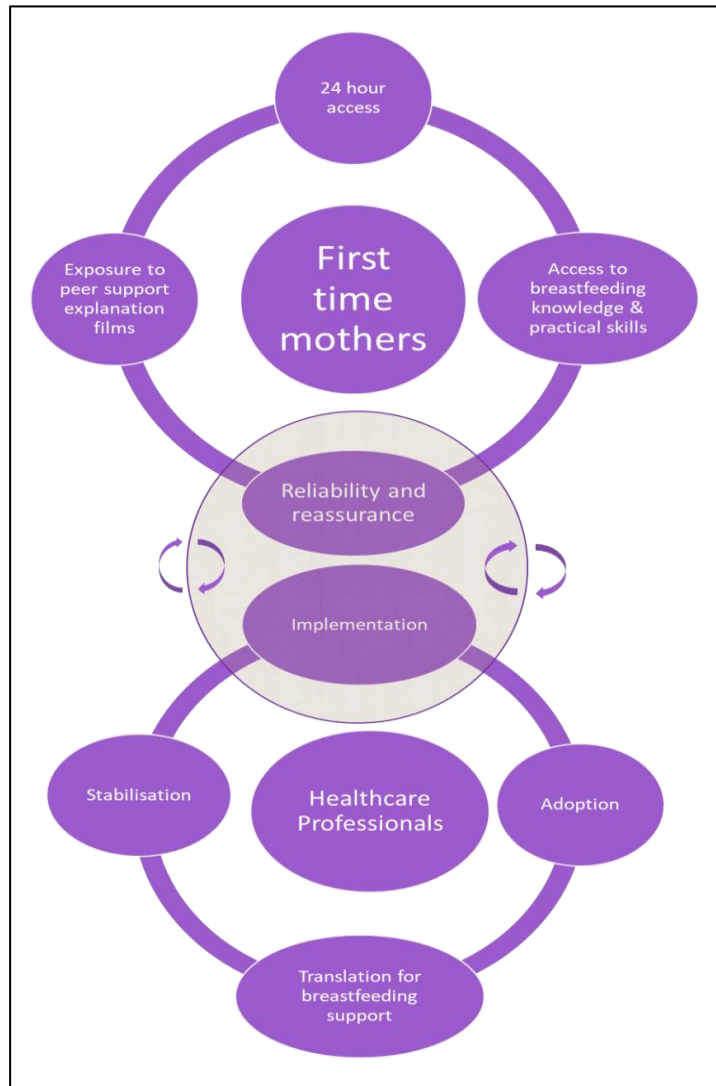 24 hour
access
First
time
mothers
Exposure to
peer support
explanation
films
Access to
breastfeeding
knowledge &
practical skills
Reliability and
reassurance
Implementation
Stabilisation
Healthcare
Professionals
Adoption
Translation for
breastfeeding
support